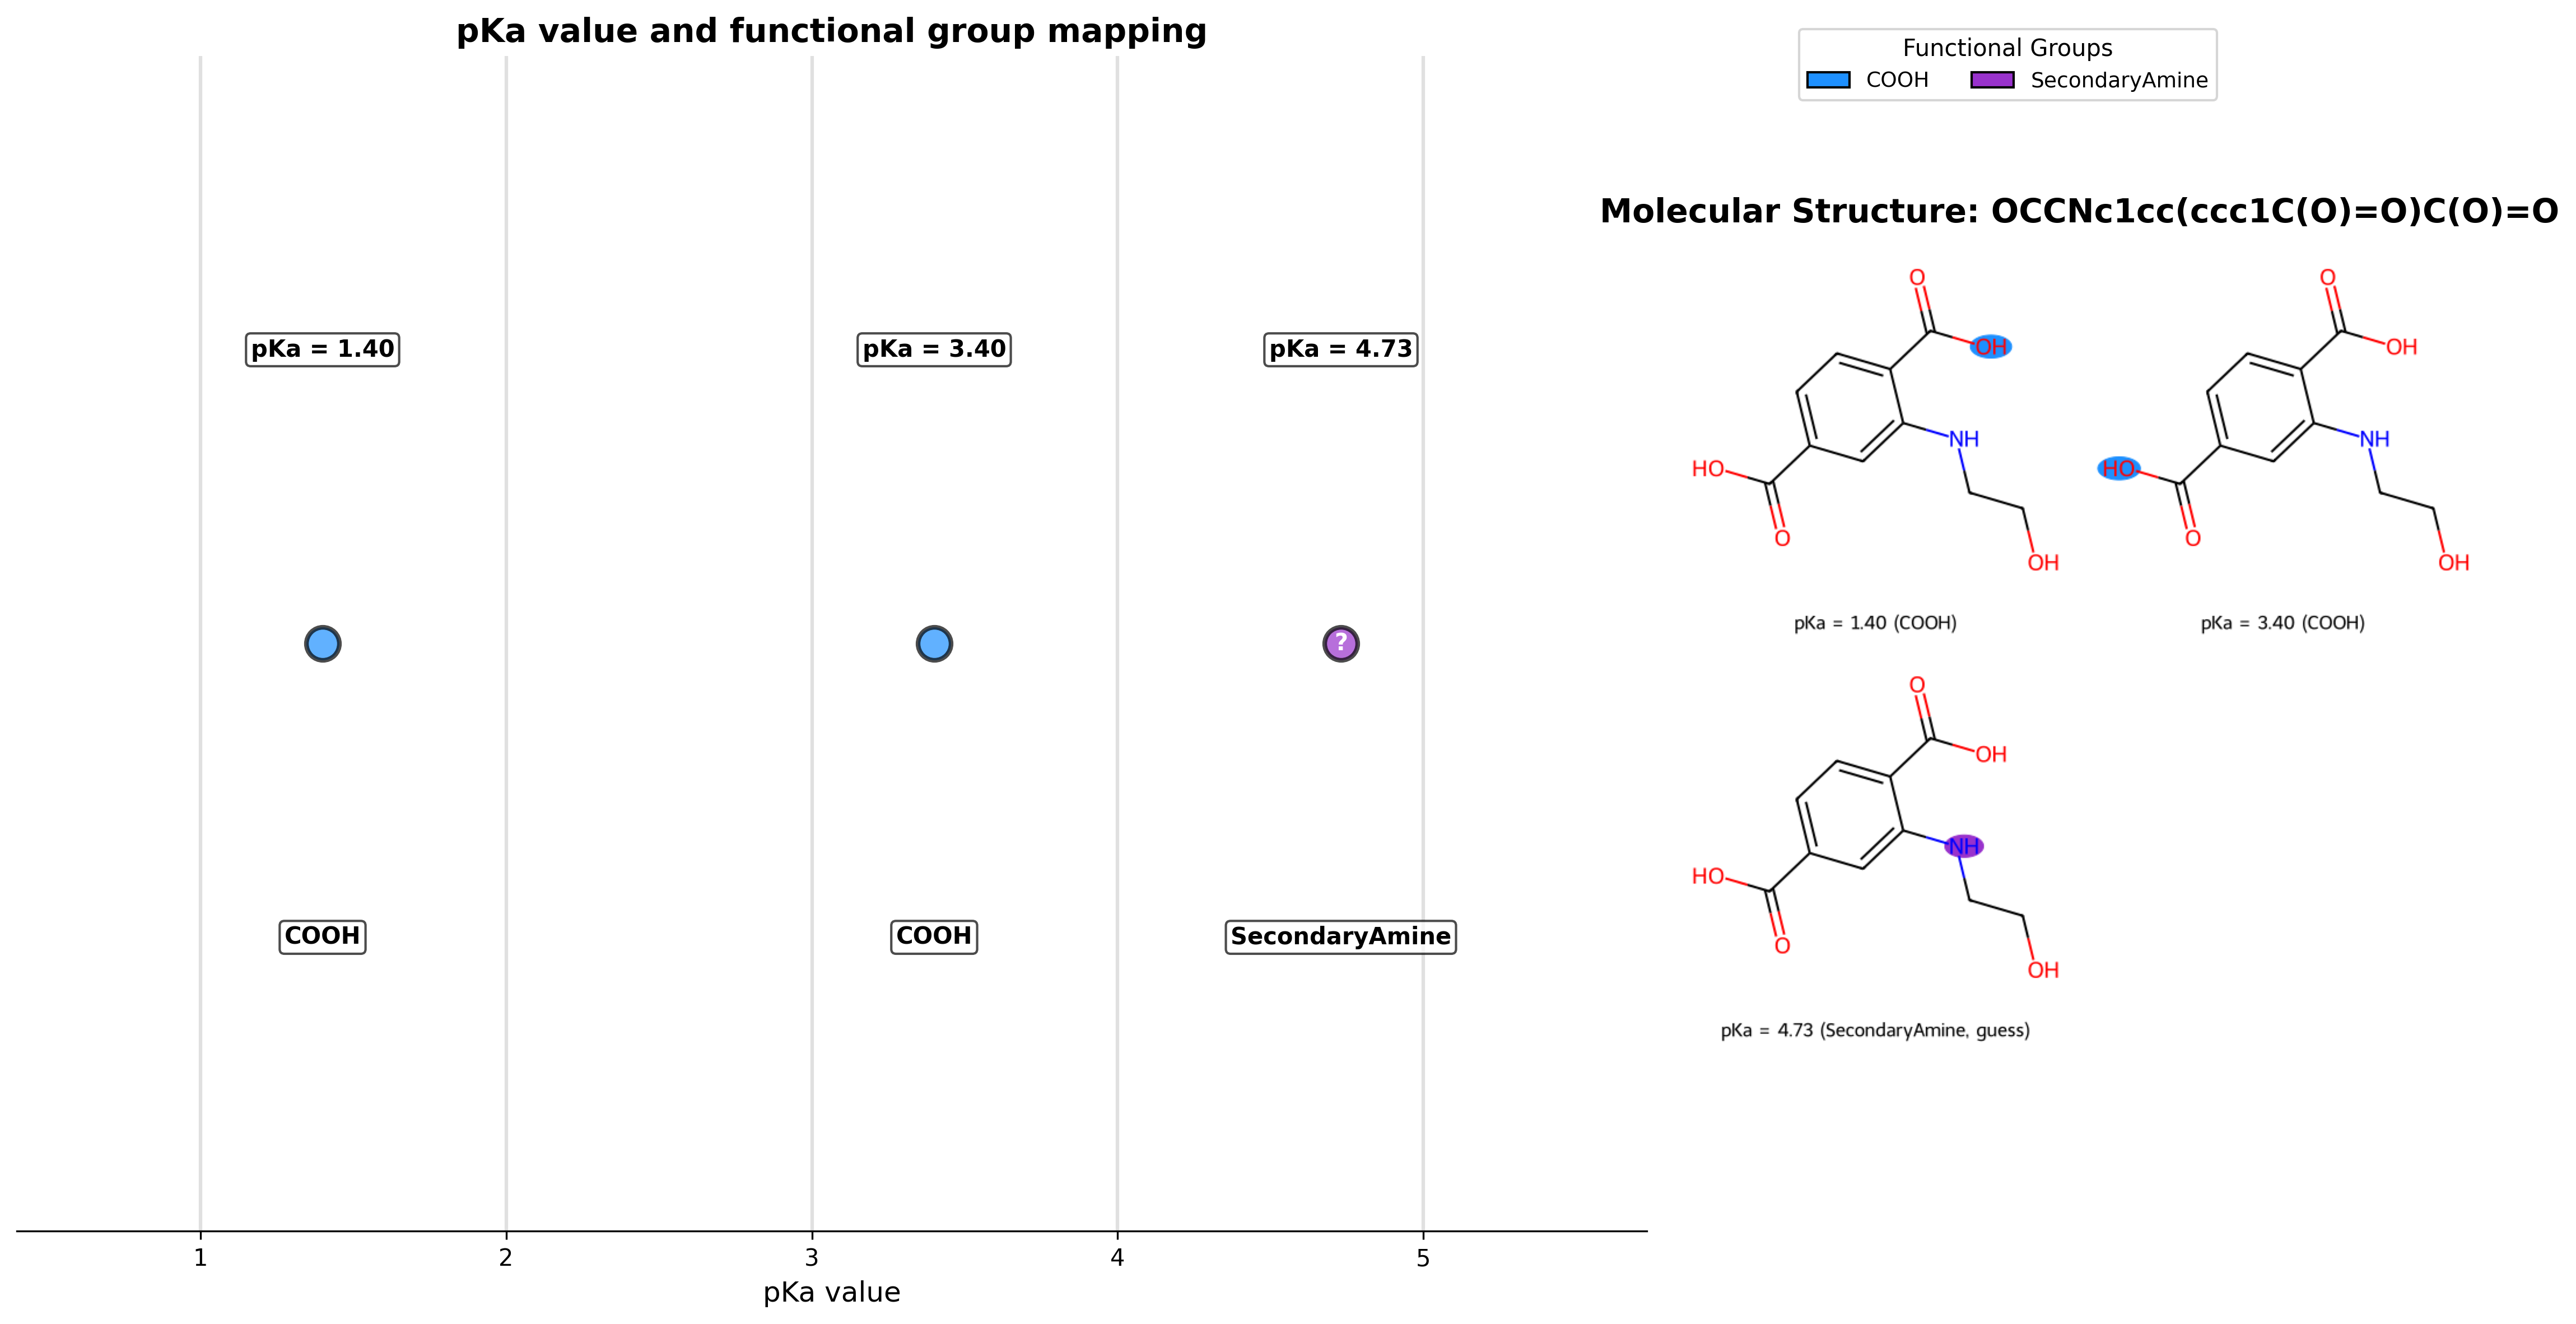 pKa value and functional group mapping
pKa = 1.40
pKa = 3.40
pKa = 4.73
?
COOH
COOH
SecondaryAmine
1
2
3
4
5
pKa value
Functional Groups
COOH
SecondaryAmine
Molecular Structure: OCCNc1cc(ccc1C(O)=O)C(O)=O
O
OH
NH
HO
O
OH
pKa = 1.40 (COOH)
O
OH
NH
HO
O
OH
pKa = 3.40 (COOH)
O
OH
NH
HO
O
OH
pKa = 4.73 (SecondaryAmine, guess)